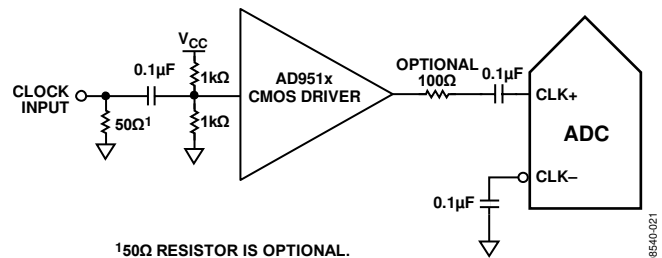 V_CC
0.1µF
1kΩ
CLOCK
INPUT
50Ω¹
1kΩ
AD951x
CMOS DRIVER
OPTIONAL
100Ω
0.1µF
CLK+
ADC
CLK–
0.1µF
¹50Ω RESISTOR IS OPTIONAL.
8540-021